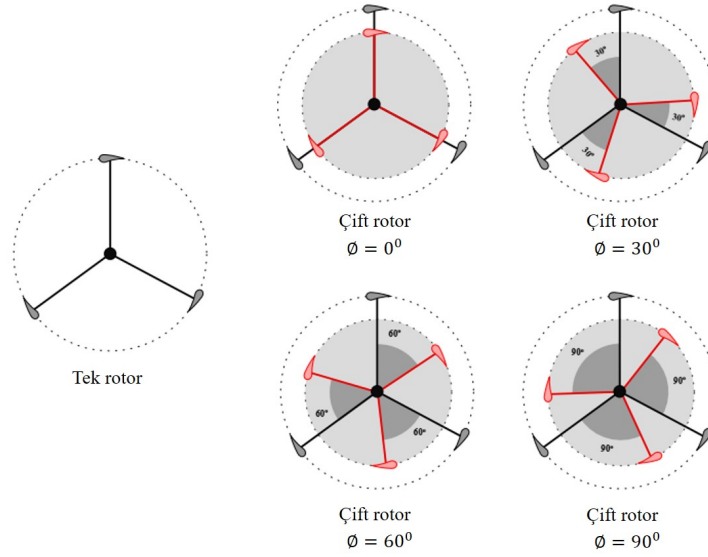 30°
30°
30°
Çift rotor
Ø = 0⁰
Çift rotor
Ø = 30⁰
Tek rotor
60°
60°
60°
90°
90°
90°
Çift rotor
Ø = 60⁰
Çift rotor
Ø = 90⁰